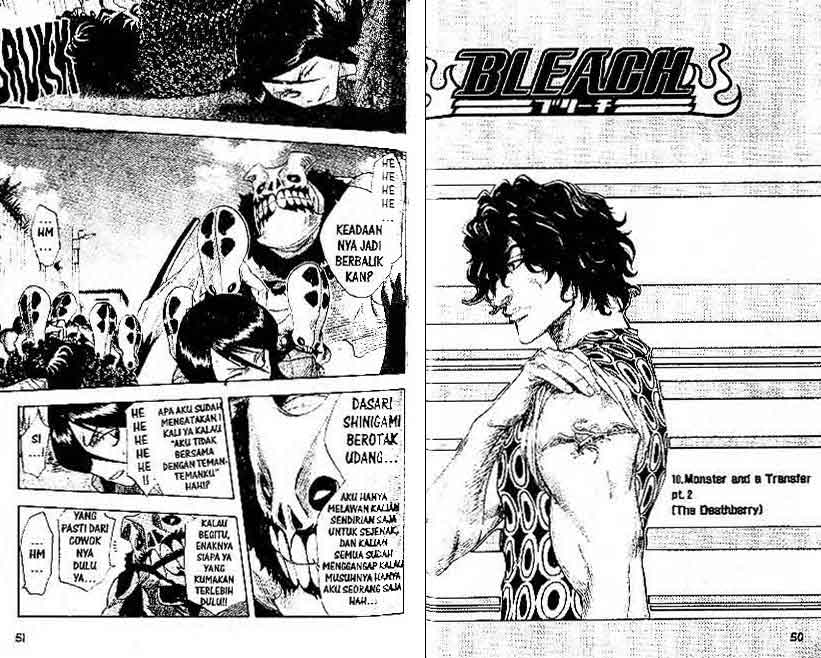 BLEACH
ブリーチ
10.Monster and a Transfer
pt. 2
(The Deathberry)
50
HE
HE
HE
HE
...
KEADAAN
NYA JADI
BERBALIK
KAN?
HM
...
DASARI
SHINIGAMI
BEROTAK
UDANG...
AKU HANYA
MELAWAN KALIAN
SENDIRIAN SAJA
UNTUK SEJENAK,
DAN KALIAN
SEMUA SUDAH
MENGANGGAP KALAU
MUSUHNYA HANYA
AKU SEORANG SAJA
HAH...
APA AKU SUDAH
MENGATAKAN 1
KALI YA KALAU
"AKU TIDAK
BERSAMA
DENGAN TEMAN-
TEMANKU"
HAH!?
HE
HE
HE
HE
HE
!!
SI
...
KALAU
BEGITU,
ENAKNYA
SIAPA YA
YANG
KUMAKAN
TERLEBIH
DULU!!
YANG
PASTI DARI
COWOK
NYA
DULU
YA...
HM
...
51